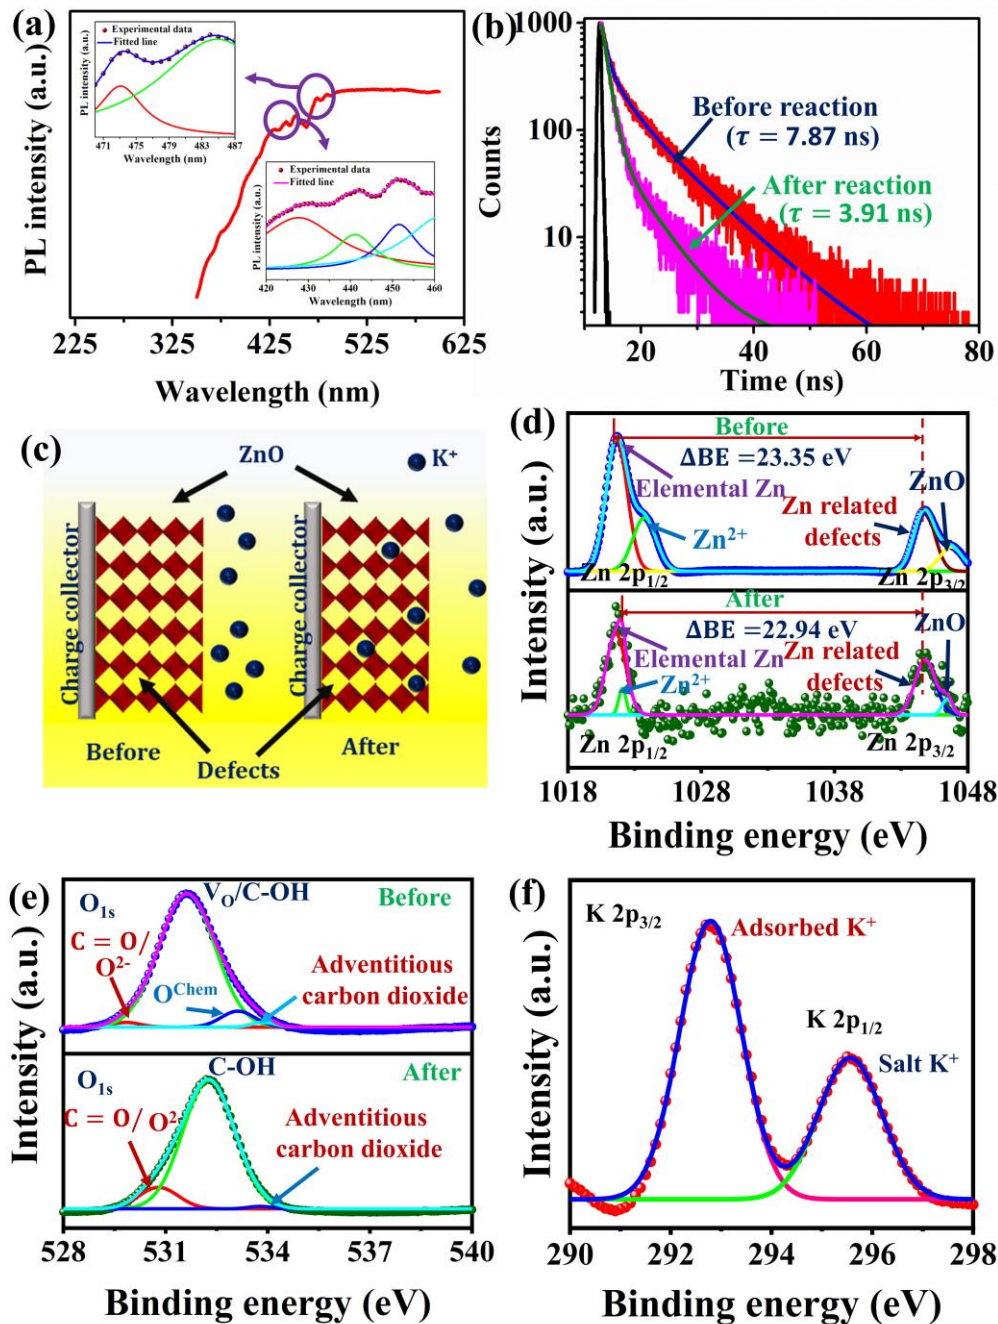 (a)
PL intensity (a.u.)
Wavelength (nm)
225 325 425 525 625
PL intensity (a.u.)
Experimental data
Fitted line
471 475 479 483 487
Wavelength (nm)
PL intensity (a.u.)
Experimental data
Fitted line
420 430 440 450 460
Wavelength (nm)
(b)
Counts
1000
100
10
Before reaction
(τ = 7.87 ns)
After reaction
(τ = 3.91 ns)
20 40 60 80
Time (ns)
(c)
ZnO
K⁺
Charge collector
Charge collector
Before
After
Defects
(d)
Intensity (a.u.)
Before
ΔBE =23.35 eV
Elemental Zn
Zn²⁺
Zn related
defects
ZnO
Zn 2p₁/₂
Zn 2p₃/₂
After
ΔBE =22.94 eV
Elemental Zn
Zn²⁺
Zn related
defects
ZnO
Zn 2p₁/₂
Zn 2p₃/₂
1018 1028 1038 1048
Binding energy (eV)
(e)
Intensity (a.u.)
O₁s
V_O/C-OH
Before
C = O/
O²⁻
O^Chem
Adventitious
carbon dioxide
O₁s
C-OH
After
C = O/ O²⁻
Adventitious
carbon dioxide
528 531 534 537 540
Binding energy (eV)
(f)
Intensity (a.u.)
K 2p₃/₂
Adsorbed K⁺
K 2p₁/₂
Salt K⁺
290 292 294 296 298
Binding energy (eV)